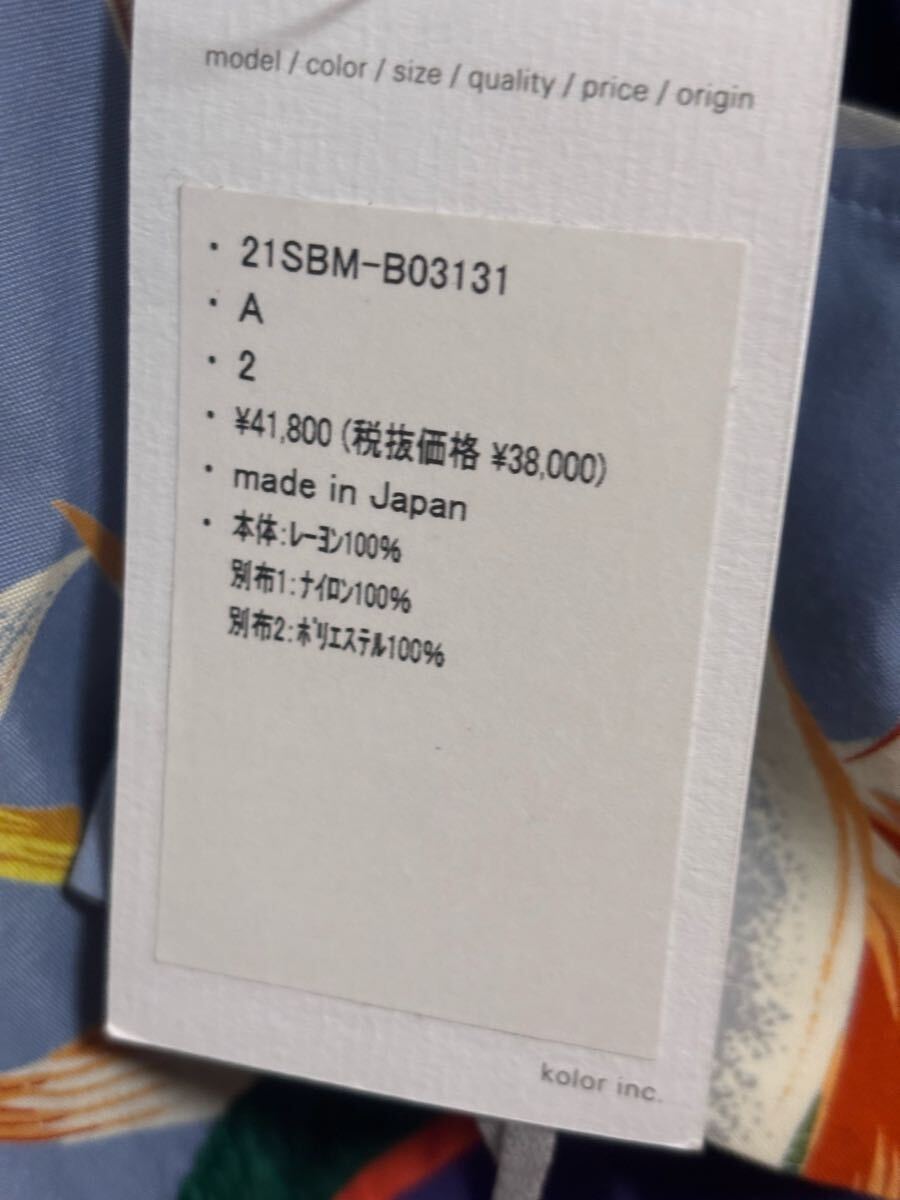 model / color / size / quality / price / origin
・21SBM-B03131
・A
・2
・¥41,800 (税抜価格 ¥38,000)
・made in Japan
・本体:ﾚｰﾖﾝ100%
別布1:ﾅｲﾛﾝ100%
別布2:ﾎﾟﾘｴｽﾃﾙ100%
kolor inc.